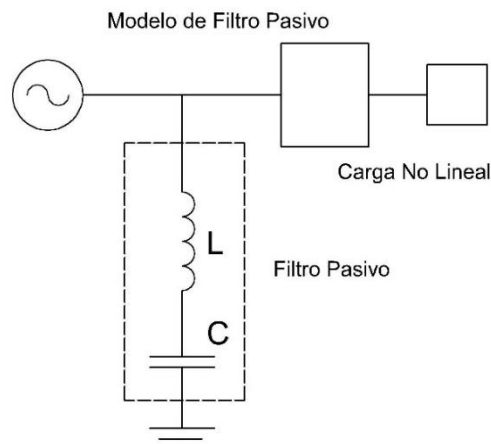 Modelo de Filtro Pasivo
Carga No Lineal
L
Filtro Pasivo
C